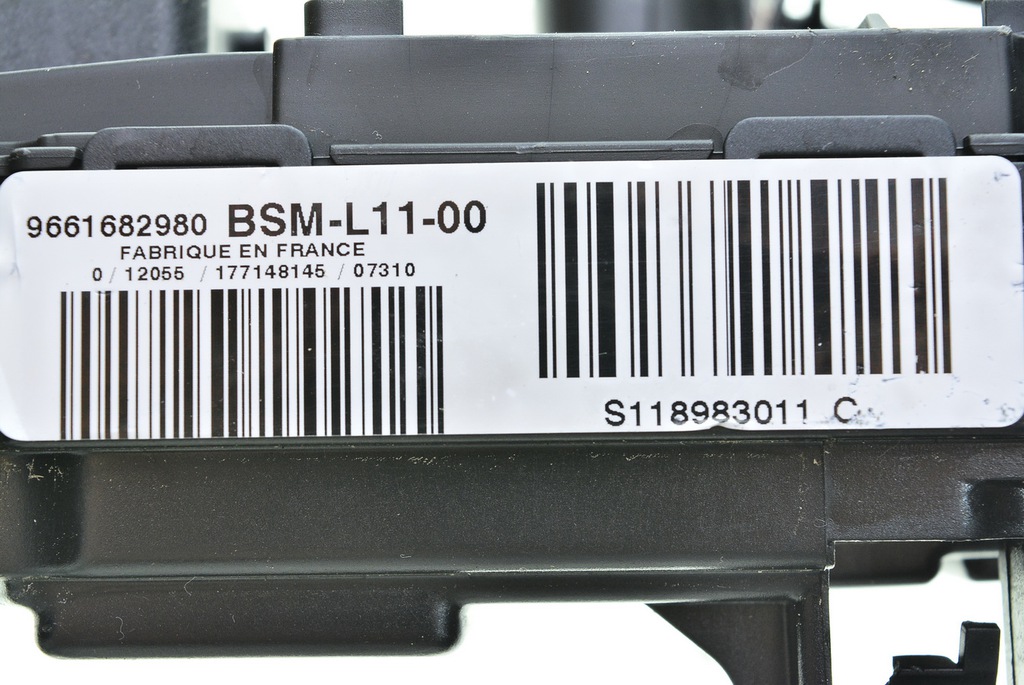 9661682980 BSM-L11-00
FABRIQUE EN FRANCE
0 / 12055 / 177148145 / 07310
S118983011 C